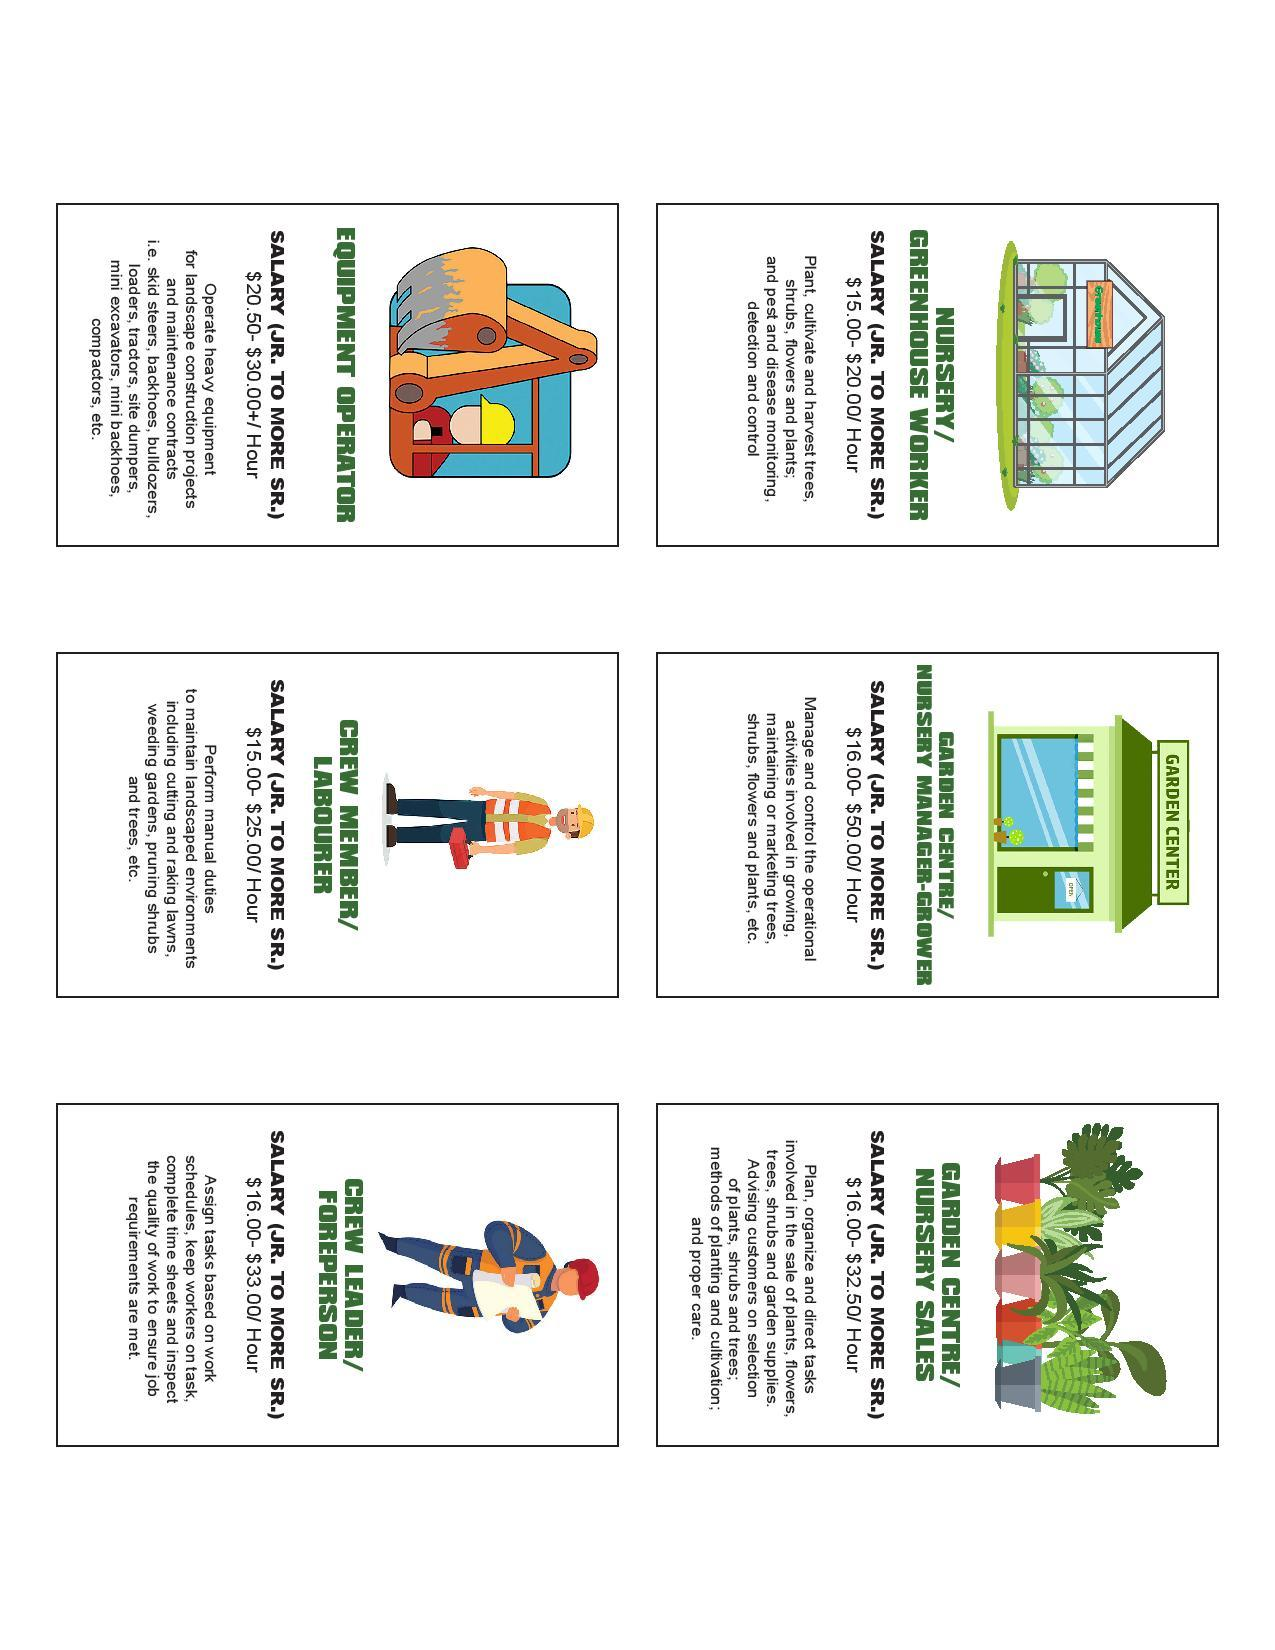 Greenhouse
NURSERY/
GREENHOUSE WORKER
SALARY (JR. TO MORE SR.)
$15.00- $20.00/ Hour
Plant, cultivate and harvest trees,
shrubs, flowers and plants;
and pest and disease monitoring,
detection and control
GARDEN CENTER
OPEN
GARDEN CENTRE/
NURSERY MANAGER-GROWER
SALARY (JR. TO MORE SR.)
$16.00- $50.00/ Hour
Manage and control the operational
activities involved in growing,
maintaining or marketing trees,
shrubs, flowers and plants, etc.
GARDEN CENTRE/
NURSERY SALES
SALARY (JR. TO MORE SR.)
$16.00- $32.50/ Hour
Plan, organize and direct tasks
involved in the sale of plants, flowers,
trees, shrubs and garden supplies.
Advising customers on selection
of plants, shrubs and trees;
methods of planting and cultivation;
and proper care.
EQUIPMENT OPERATOR
SALARY (JR. TO MORE SR.)
$20.50- $30.00+/ Hour
Operate heavy equipment
for landscape construction projects
and maintenance contracts
i.e. skid steers, backhoes, bulldozers,
loaders, tractors, site dumpers,
mini excavators, mini backhoes,
compactors, etc.
CREW MEMBER/
LABOURER
SALARY (JR. TO MORE SR.)
$15.00- $25.00/ Hour
Perform manual duties
to maintain landscaped environments
including cutting and raking lawns,
weeding gardens, pruning shrubs
and trees, etc.
CREW LEADER/
FOREPERSON
SALARY (JR. TO MORE SR.)
$16.00- $33.00/ Hour
Assign tasks based on work
schedules, keep workers on task,
complete time sheets and inspect
the quality of work to ensure job
requirements are met.